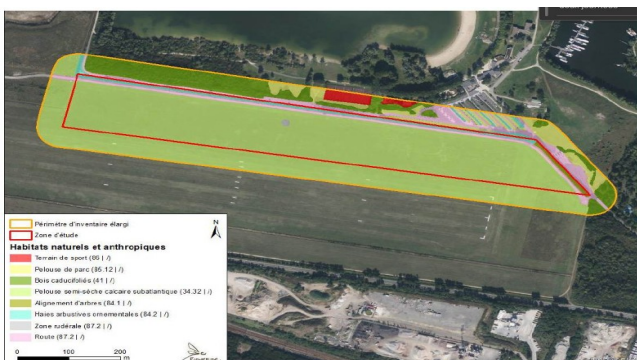 Périmètre d'inventaire élargi
N
Zone d'étude
Habitats naturels et anthropiques
Terrain de sport (86 | /)
Pelouse de parc (85.12 | /)
Bois caducifoliés (41 | /)
Pelouse semi-sèche calcaire subatlantique (34.32 | /)
Alignement d'arbres (84.1 | /)
Haies arbustives ornementales (84.2 | /)
Zone rudérale (87.2 | /)
Route (87.2 | /)
0 100 200
m